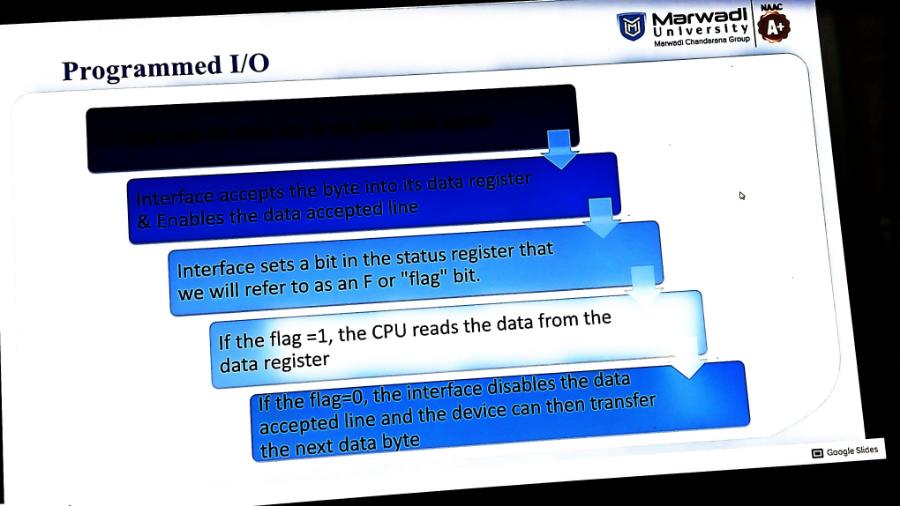 Marwadi
University
Marwadi Chandarana Group
NAAC
A+
Programmed I/O
Interface accepts the byte into its data register
& Enables the data accepted line
Interface sets a bit in the status register that
we will refer to as an F or "flag" bit.
If the flag =1, the CPU reads the data from the
data register
If the flag=0, the interface disables the data
accepted line and the device can then transfer
the next data byte
Google Slides